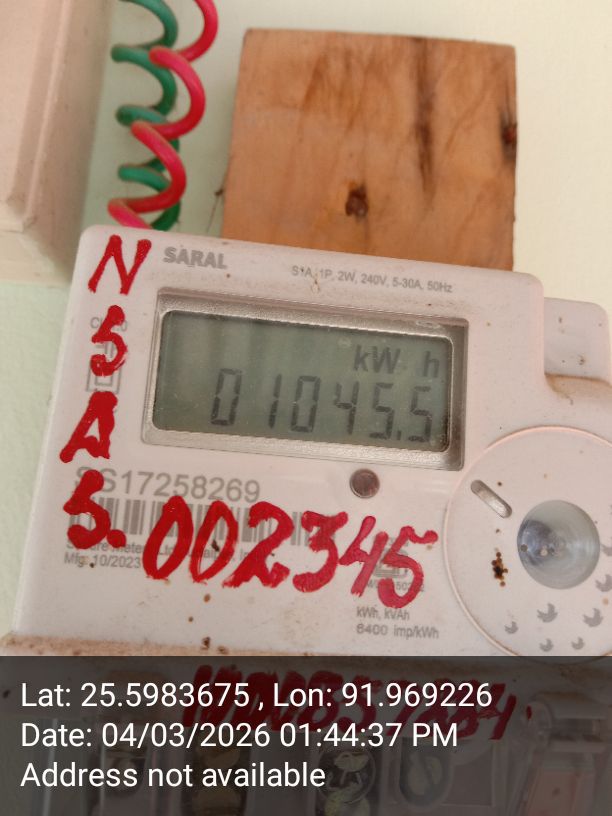 SARAL
S1A, 1P, 2W, 240V, 5-30A, 50Hz
N
5
A
5.
kW h
01045.5
SS17258269
002345
Mfg. 10/2023
kWh, kVAh
6400 imp/kWh
Lat: 25.5983675 , Lon: 91.969226
Date: 04/03/2026 01:44:37 PM
Address not available